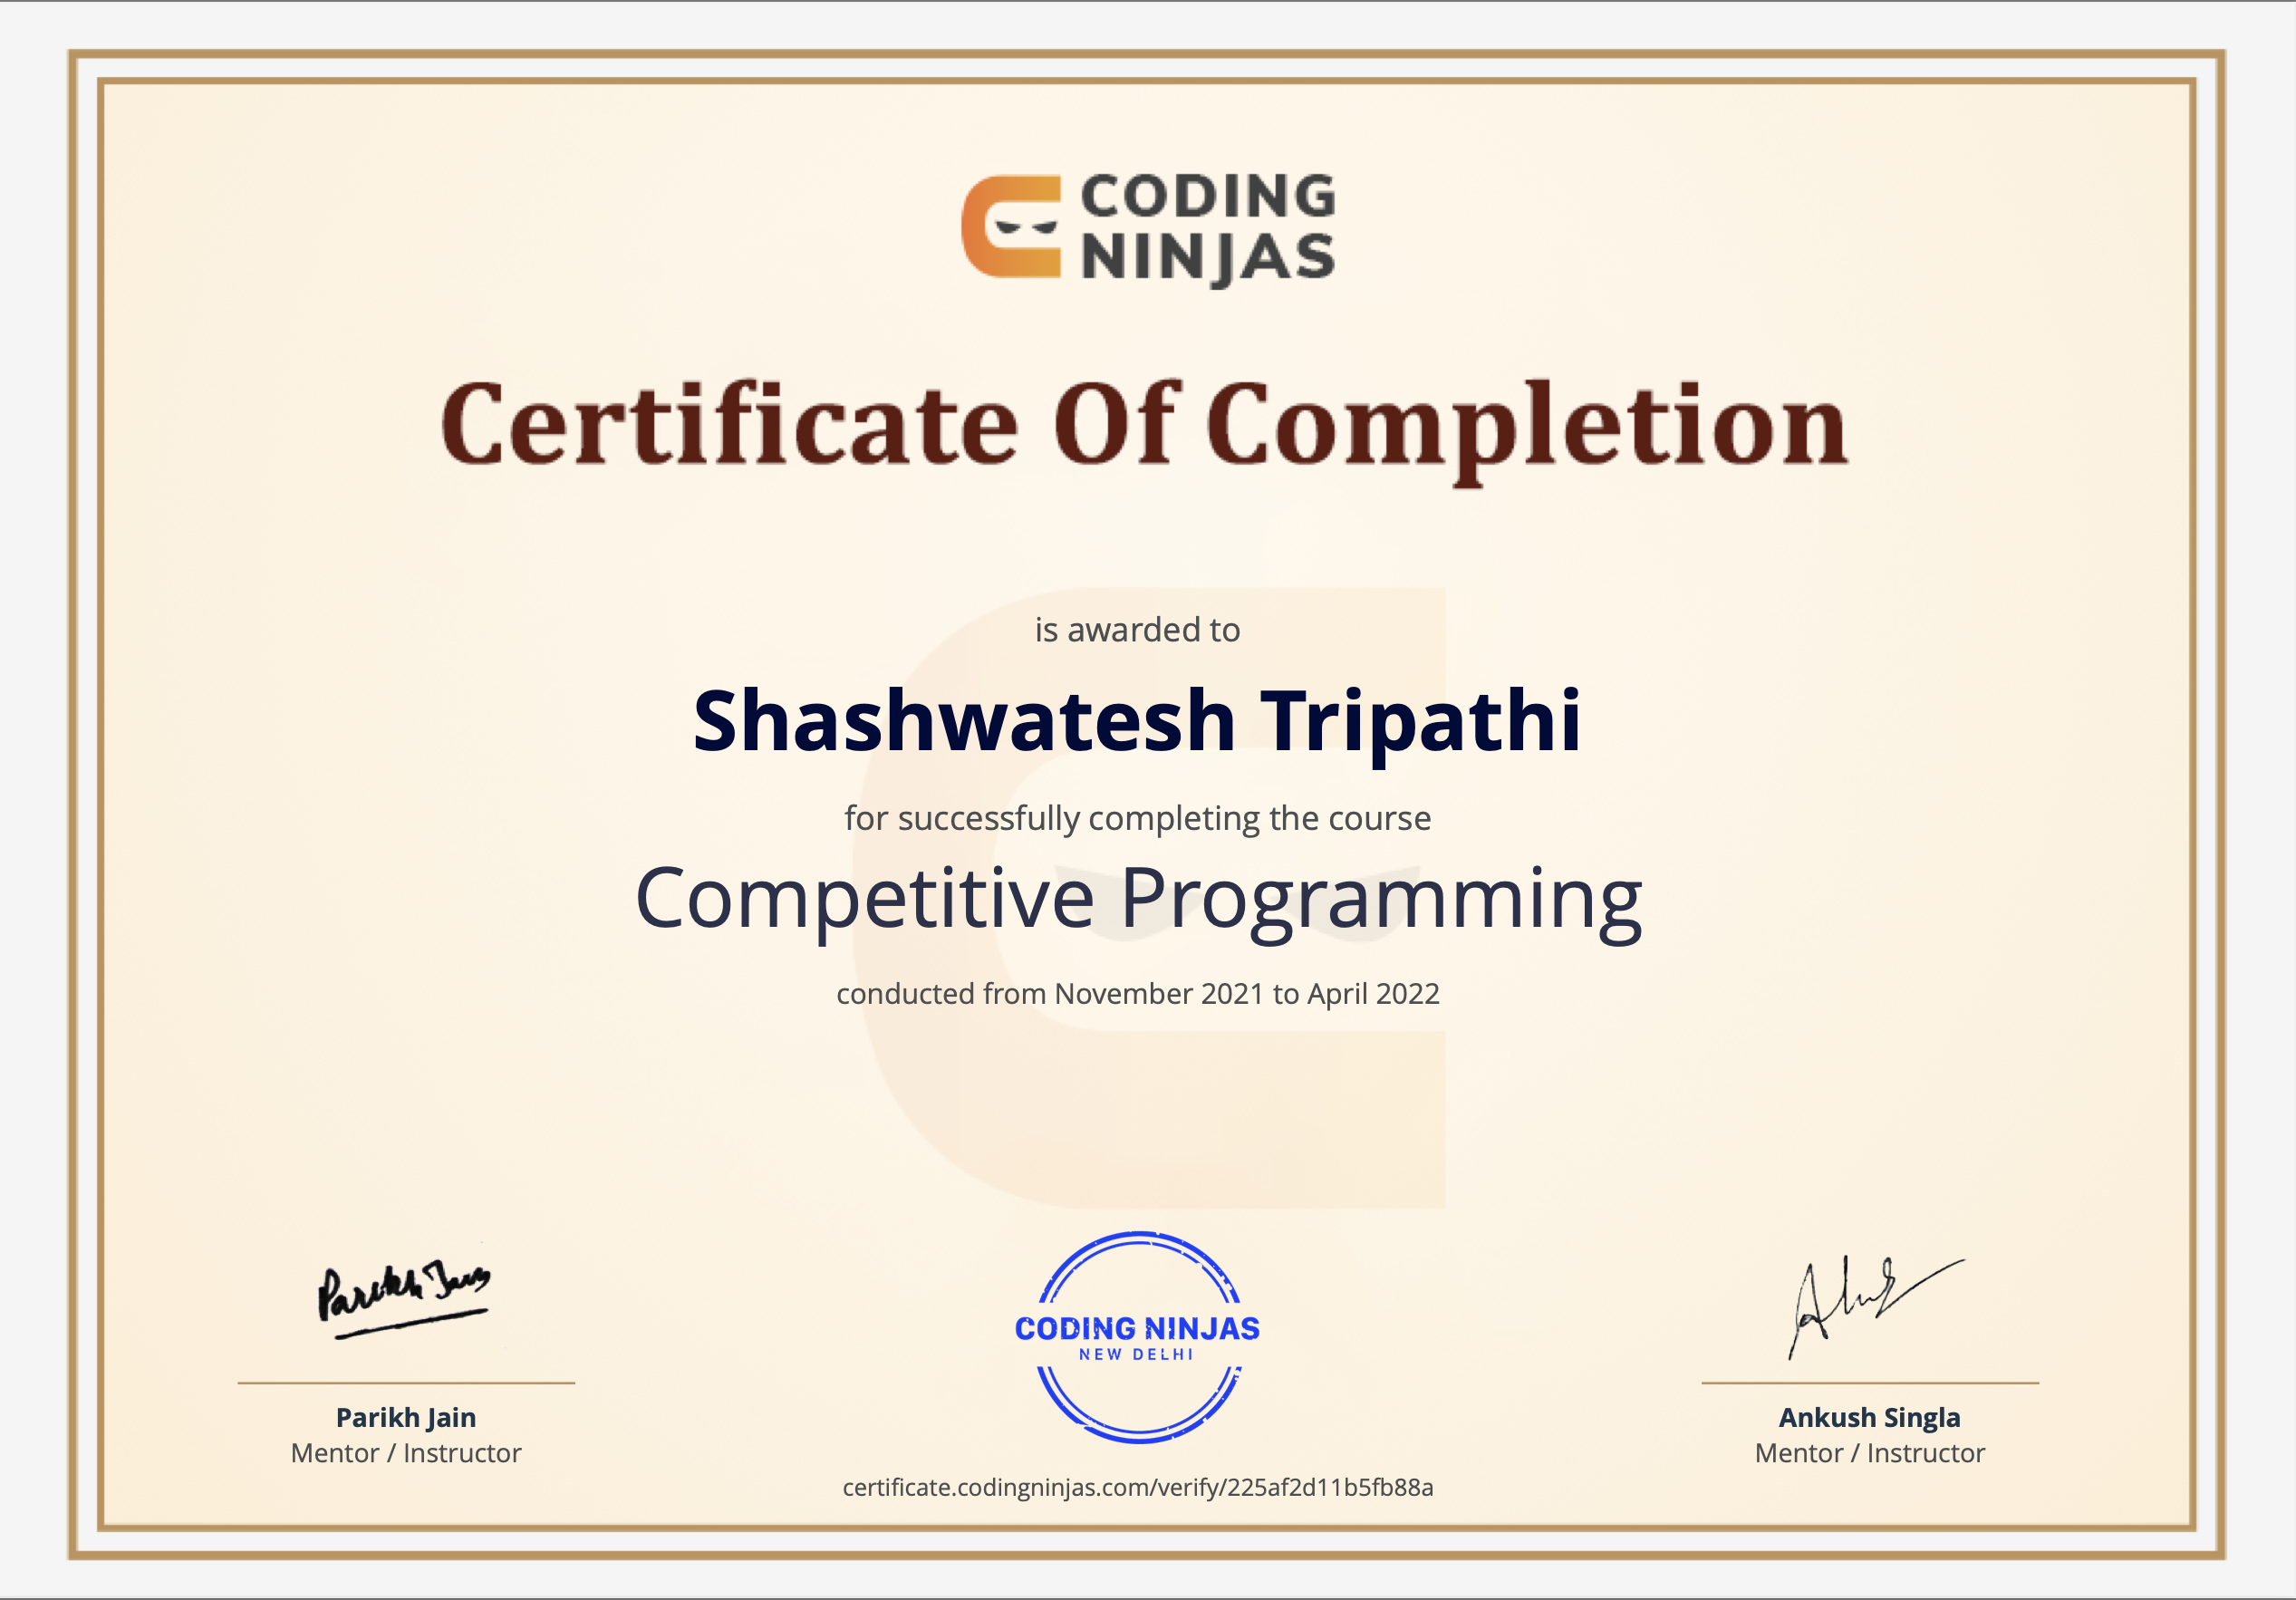 CODING
NINJAS
Certificate Of Completion
is awarded to
Shashwatesh Tripathi
for successfully completing the course
Competitive Programming
conducted from November 2021 to April 2022
Parikh Jain
CODING NINJAS
NEW DELHI
Parikh Jain
Mentor / Instructor
Ankush Singla
Mentor / Instructor
certificate.codingninjas.com/verify/225af2d11b5fb88a